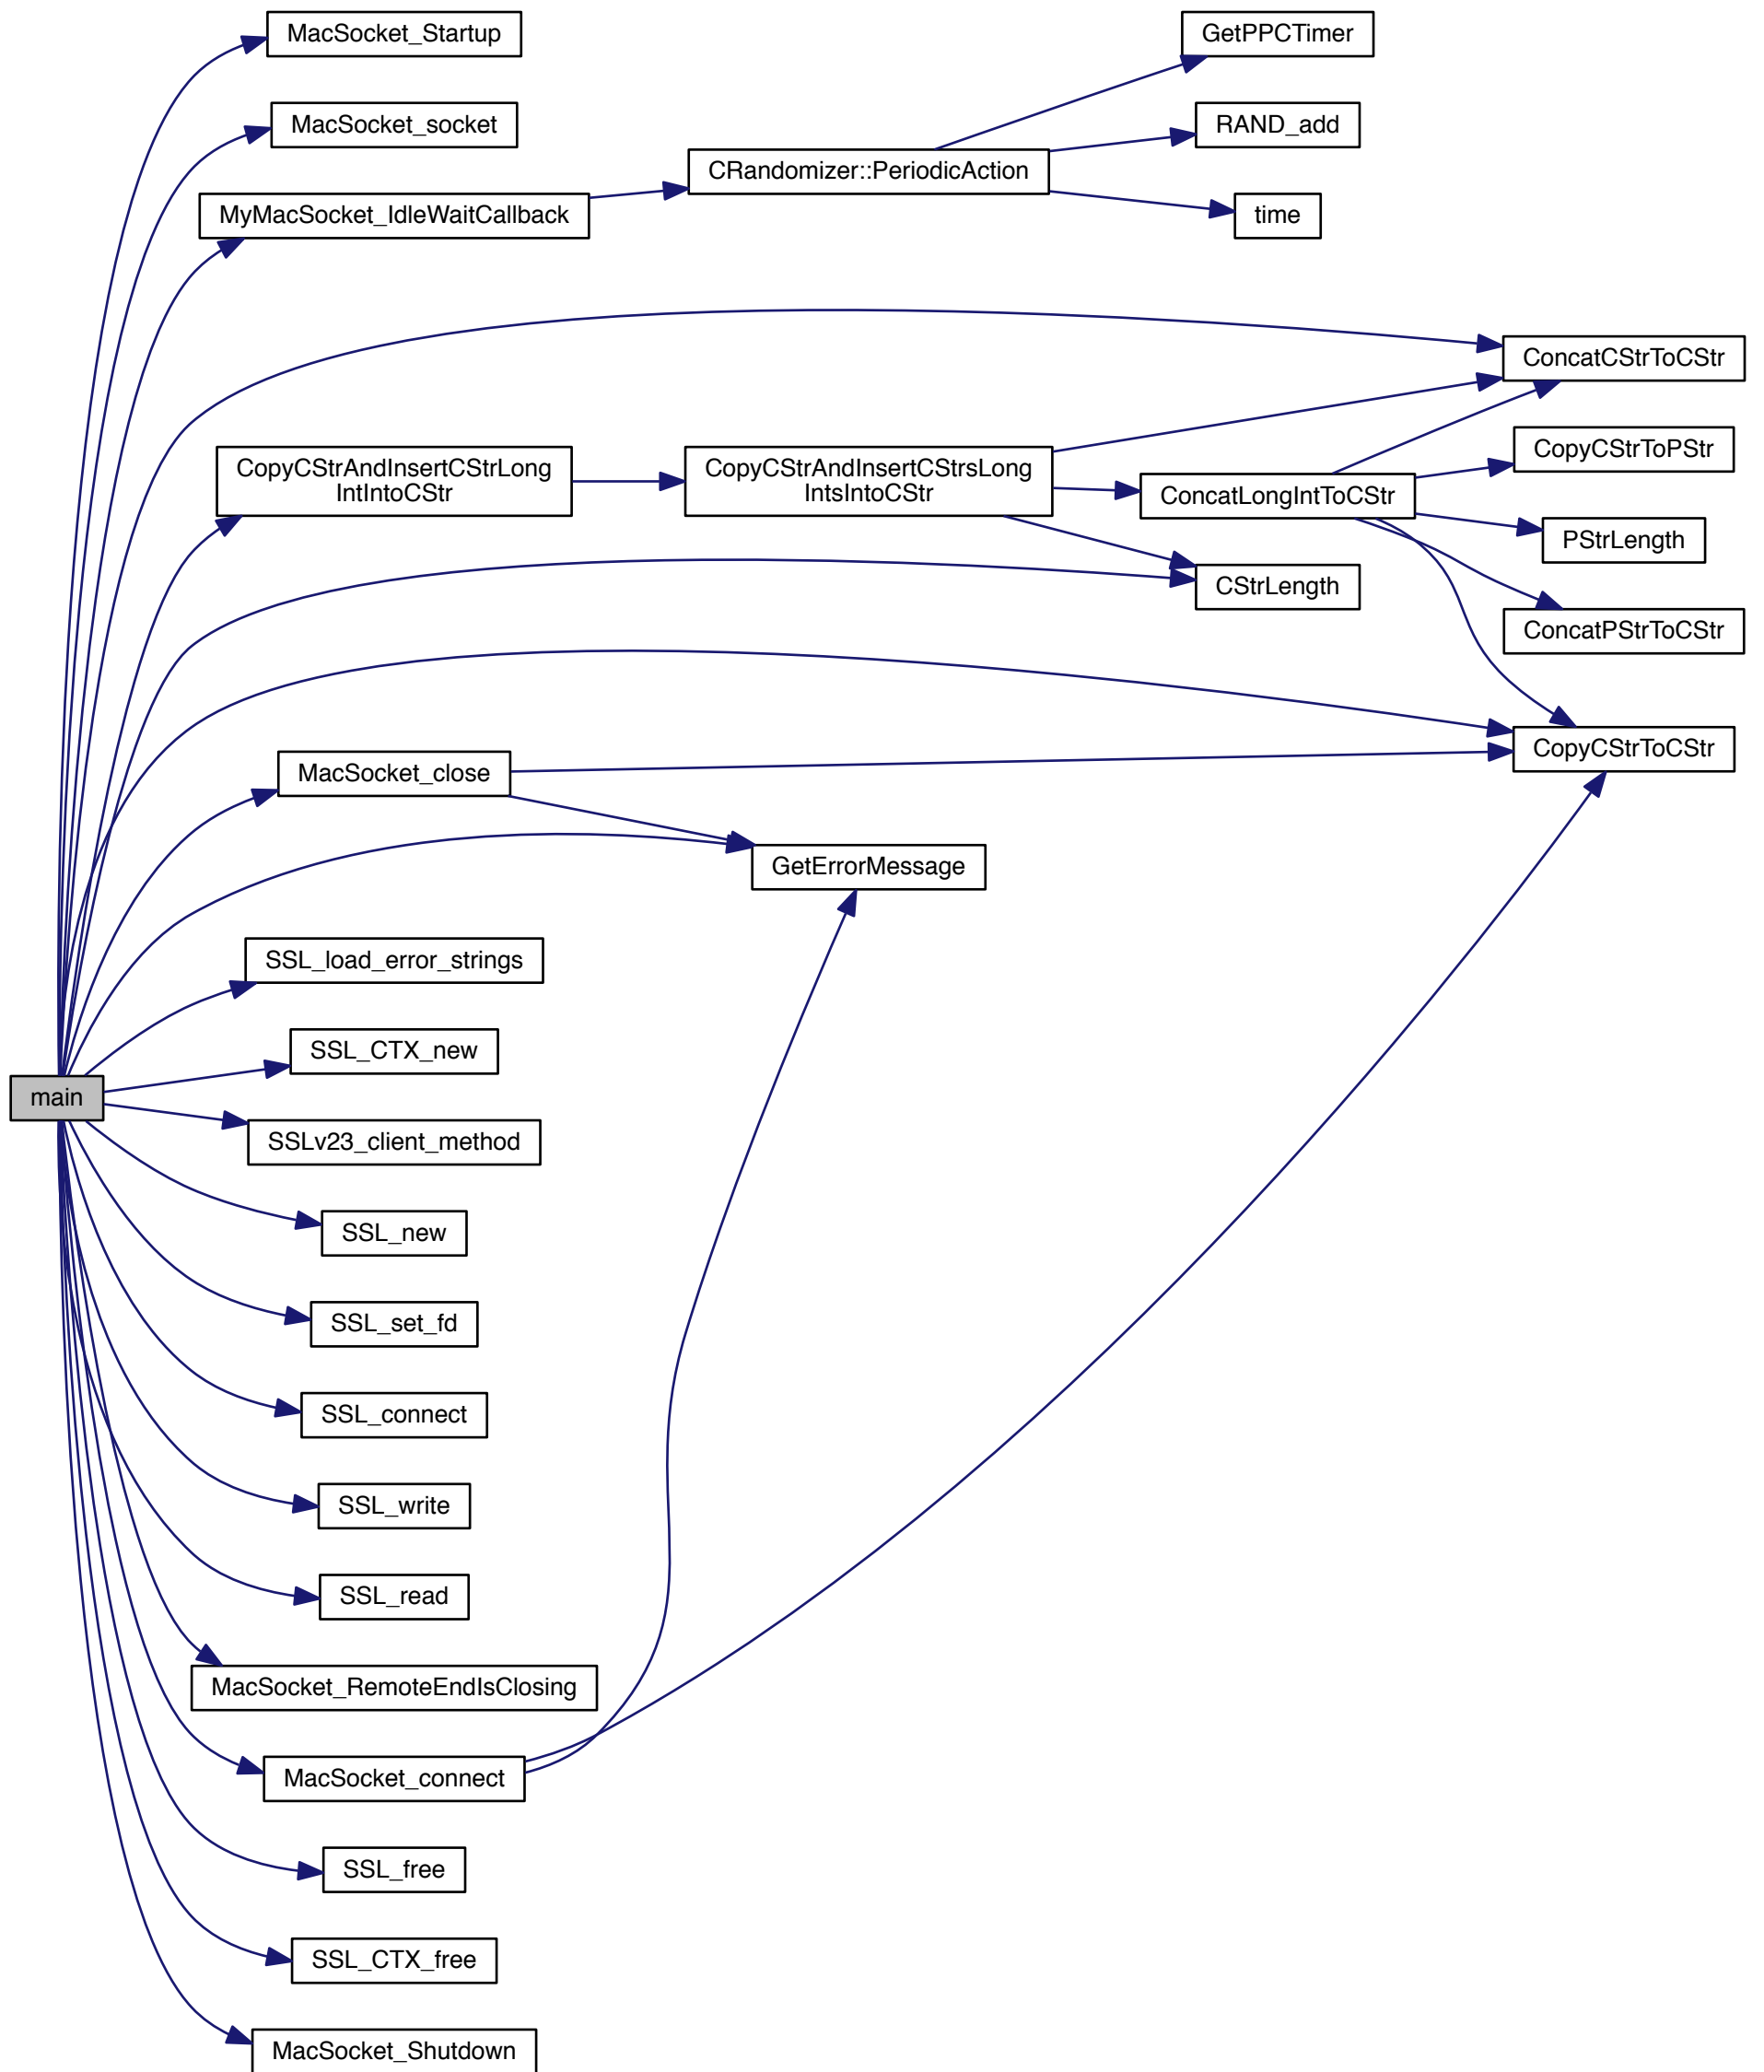 MacSocket_Startup
GetPPCTimer
MacSocket_socket
RAND_add
CRandomizer::PeriodicAction
MyMacSocket_IdleWaitCallback
time
ConcatCStrToCStr
CopyCStrAndInsertCStrLong
IntIntoCStr
CopyCStrAndInsertCStrsLong
IntsIntoCStr
CopyCStrToPStr
ConcatLongIntToCStr
PStrLength
CStrLength
ConcatPStrToCStr
CopyCStrToCStr
MacSocket_close
GetErrorMessage
SSL_load_error_strings
SSL_CTX_new
main
SSLv23_client_method
SSL_new
SSL_set_fd
SSL_connect
SSL_write
SSL_read
MacSocket_RemoteEndIsClosing
MacSocket_connect
SSL_free
SSL_CTX_free
MacSocket_Shutdown